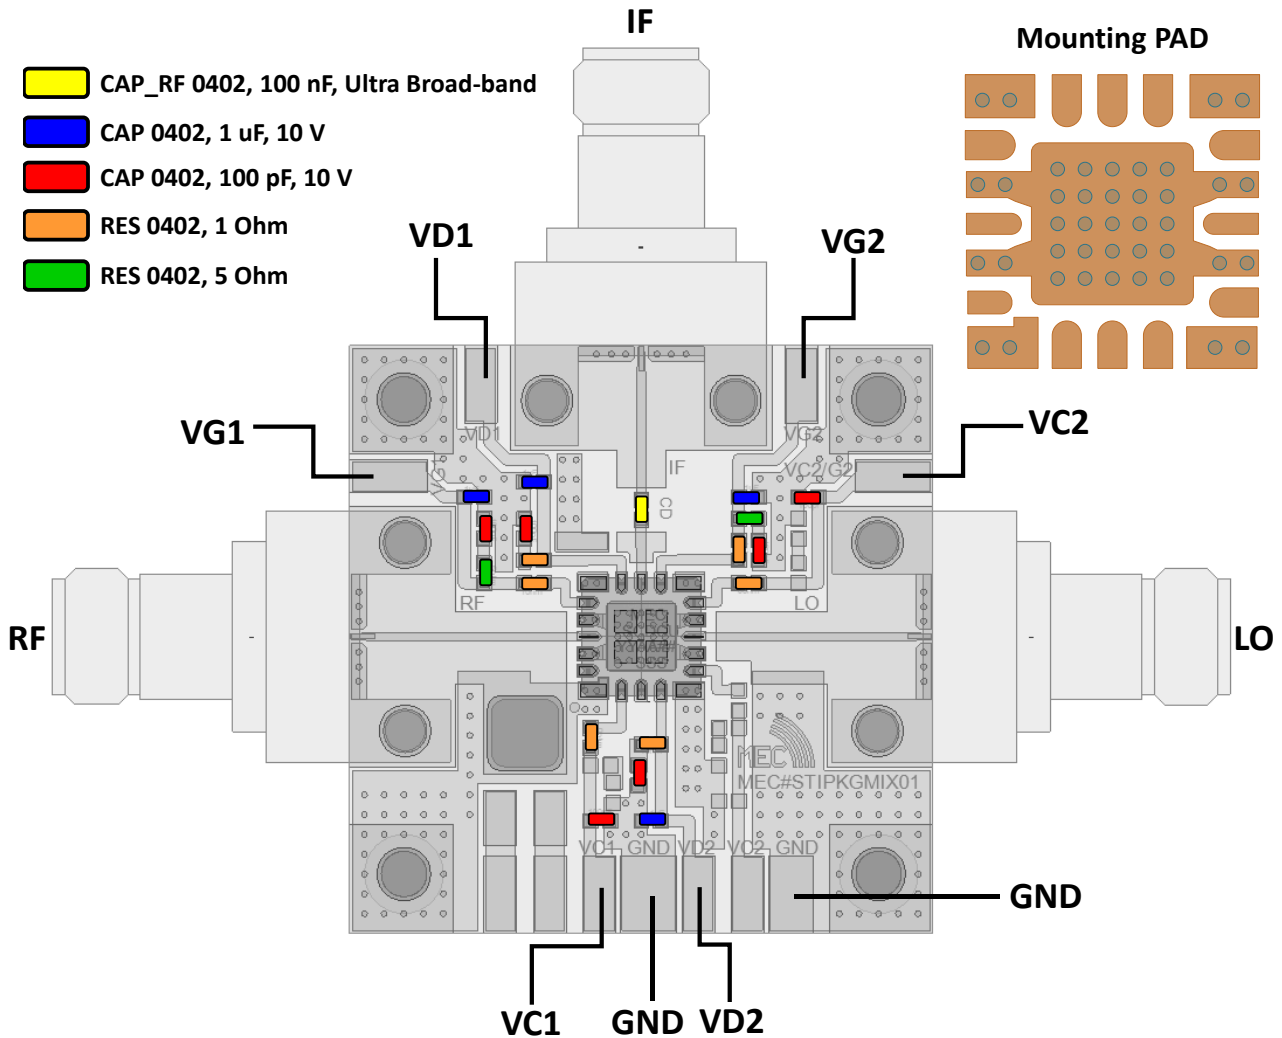 IF
Mounting PAD
CAP_RF 0402, 100 nF, Ultra Broad-band
CAP 0402, 1 uF, 10 V
CAP 0402, 100 pF, 10 V
RES 0402, 1 Ohm
RES 0402, 5 Ohm
VD1
VG2
VG1
VC2
VD1
VG2
IF
VC2/G2
VG1
CD
RF
LO
RF
LO
MEC
MEC#STIPKGMIX01
VC1 GND VD2 VC2 GND
GND
VC1
GND
VD2